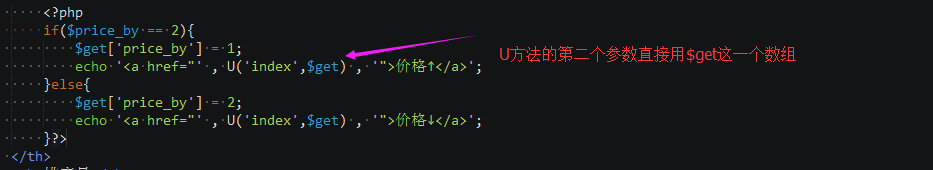 <?php
if($price_by == 2){
$get['price_by'] = 1;
echo '<a href="' , U('index',$get) , '">价格↑</a>';
U方法的第二个参数直接用$get这一个数组
}else{
$get['price_by'] = 2;
echo '<a href="' , U('index',$get) , '">价格↓</a>';
}?>
</th>